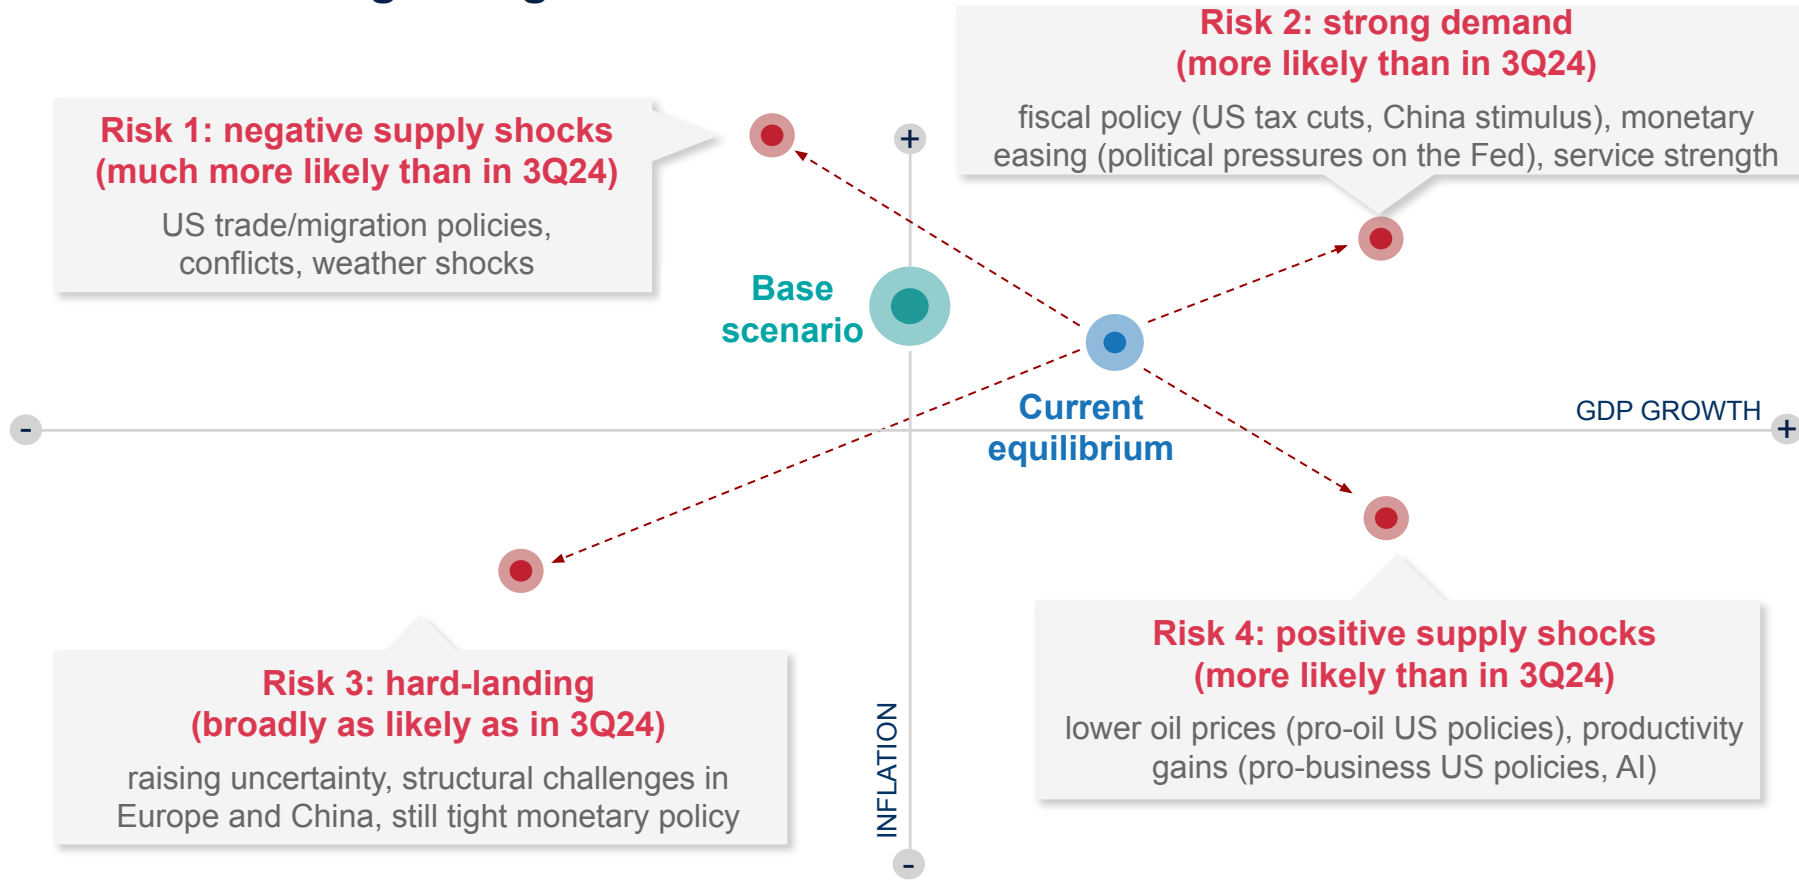 Risk 2: strong demand
(more likely than in 3Q24)
fiscal policy (US tax cuts, China stimulus), monetary
easing (political pressures on the Fed), service strength
Risk 1: negative supply shocks
(much more likely than in 3Q24)
US trade/migration policies,
conflicts, weather shocks
+
Base
scenario
Current
equilibrium
GDP GROWTH
-
+
Risk 3: hard-landing
(broadly as likely as in 3Q24)
raising uncertainty, structural challenges in
Europe and China, still tight monetary policy
INFLATION
-
Risk 4: positive supply shocks
(more likely than in 3Q24)
lower oil prices (pro-oil US policies), productivity
gains (pro-business US policies, AI)